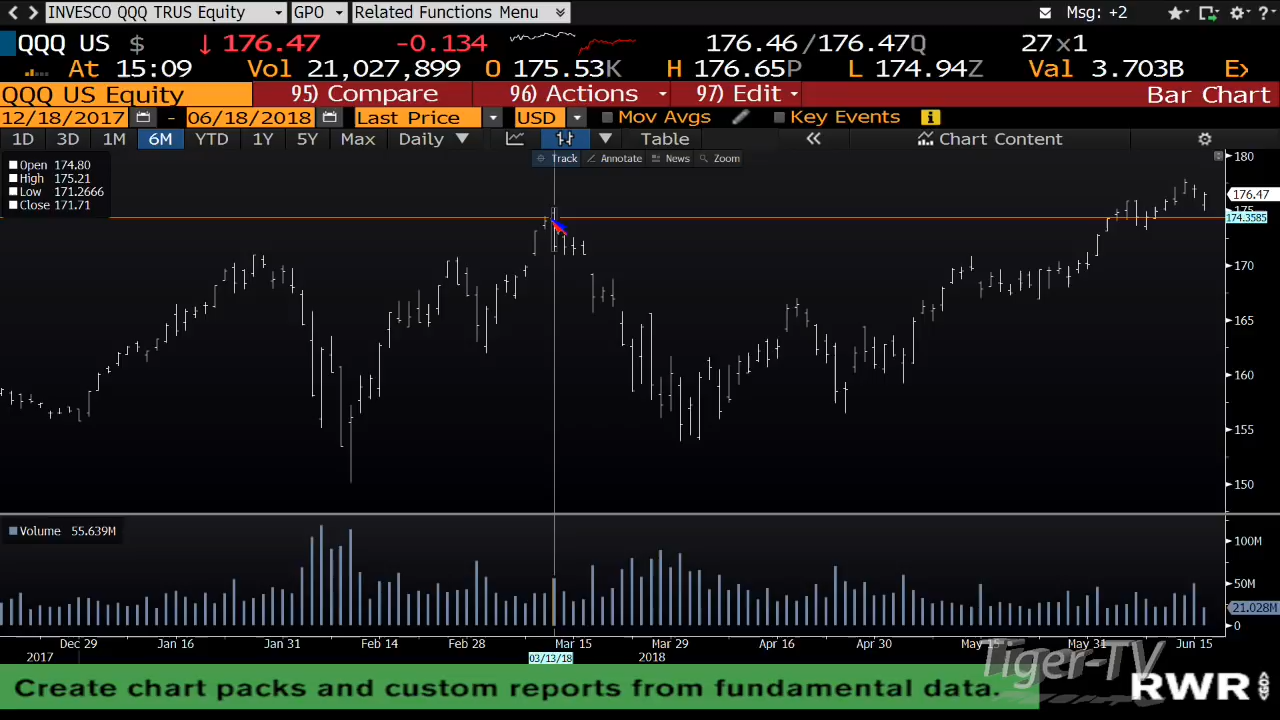 INVESCO QQQ TRUS Equity GPO Related Functions Menu Msg: +2
QQQ US $ ↓ 176.47 -0.134 176.46/176.47Q 27x1
At 15:09 Vol 21,027,899 O 175.53K H 176.65P L 174.94Z Val 3.703B
QQQ US Equity 95) Compare 96) Actions 97) Edit Bar Chart
12/18/2017 - 06/18/2018 Last Price USD Mov Avgs Key Events
1D 3D 1M 6M YTD 1Y 5Y Max Daily Table « Chart Content
Track Annotate News Zoom
Open 174.80
High 175.21
Low 171.2666
Close 171.71
180
176.47
175
174.3585
170
165
160
155
150
Volume 55.639M
100M
50M
21.028M
0
Dec 29 Jan 16 Jan 31 Feb 14 Feb 28 Mar 15 Mar 29 Apr 16 Apr 30 May 15 May 31 Jun 15
2017 03/13/18 2018
Tiger-TV
Create chart packs and custom reports from fundamental data.
RWR